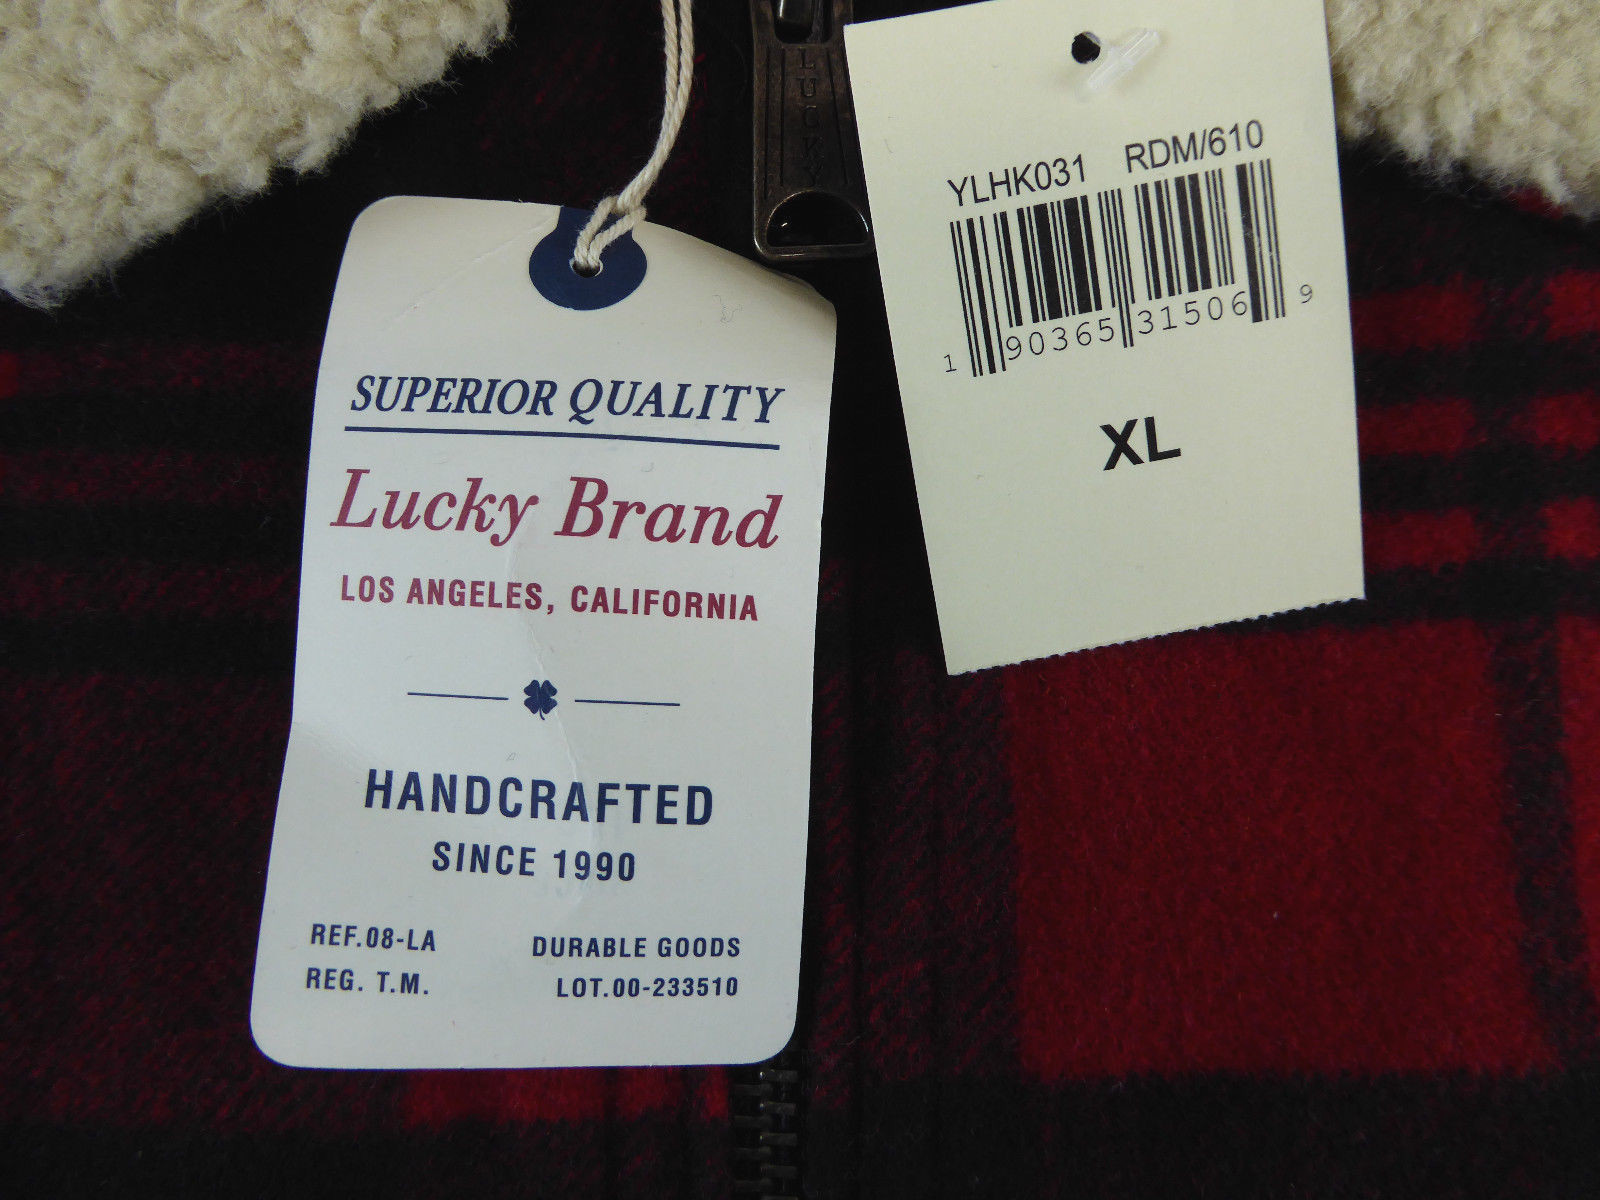 LUCKY
SUPERIOR QUALITY
Lucky Brand
LOS ANGELES, CALIFORNIA
HANDCRAFTED
SINCE 1990
REF.08-LA
REG. T.M.
DURABLE GOODS
LOT.00-233510
YLHK031 RDM/610
1 90365 31506 9
XL